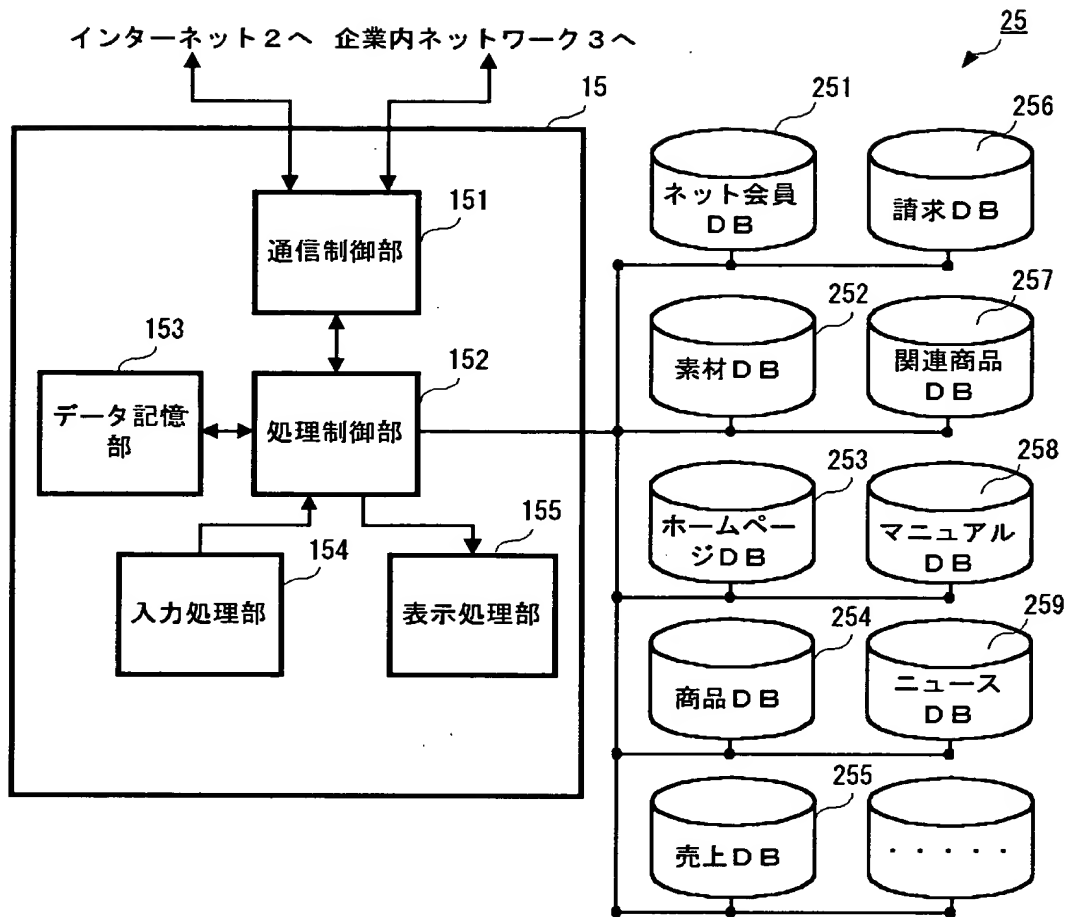 25
インターネット2へ 企業内ネットワーク3へ
15
251
256
ネット会員
DB
請求DB
151
通信制御部
252
257
素材DB
関連商品
DB
153
データ記憶
部
152
処理制御部
253
258
ホームペー
ジDB
マニュアル
DB
154
入力処理部
155
表示処理部
254
259
商品DB
ニュース
DB
255
売上DB
・・・・・